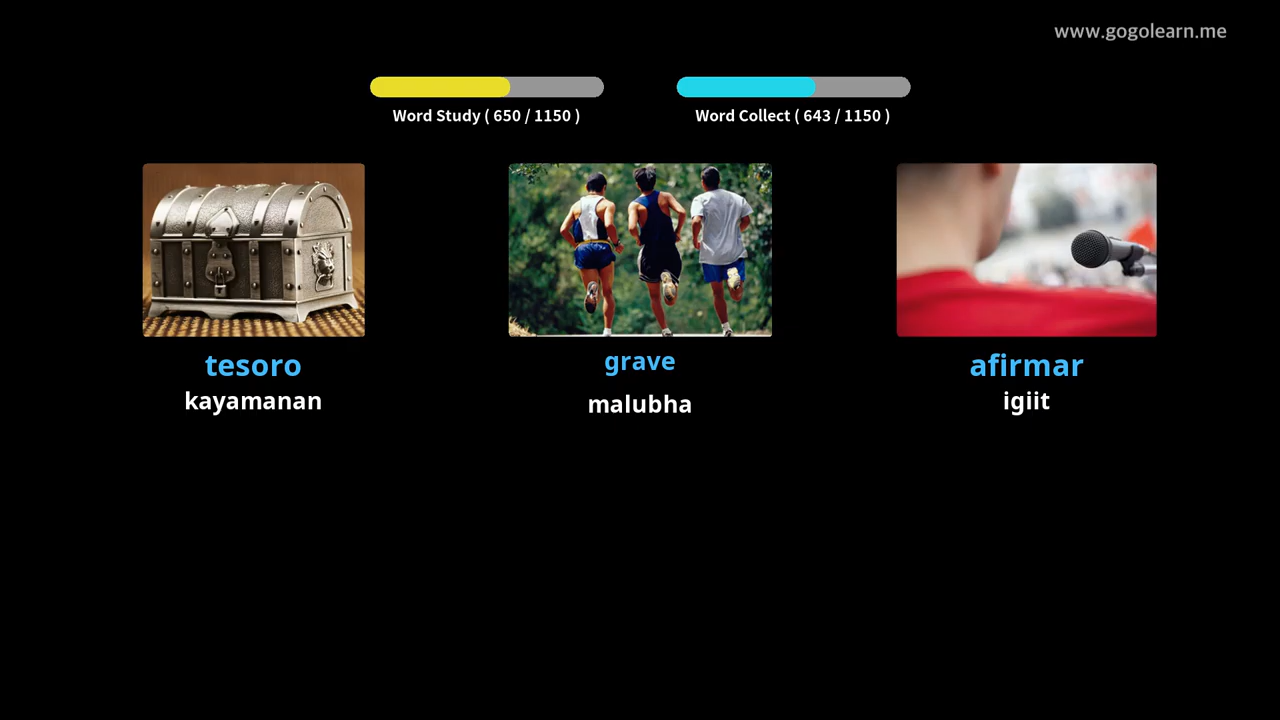 www.gogolearn.me
Word Study ( 650 / 1150 )
Word Collect ( 643 / 1150 )
tesoro
kayamanan
grave
malubha
afirmar
igiit